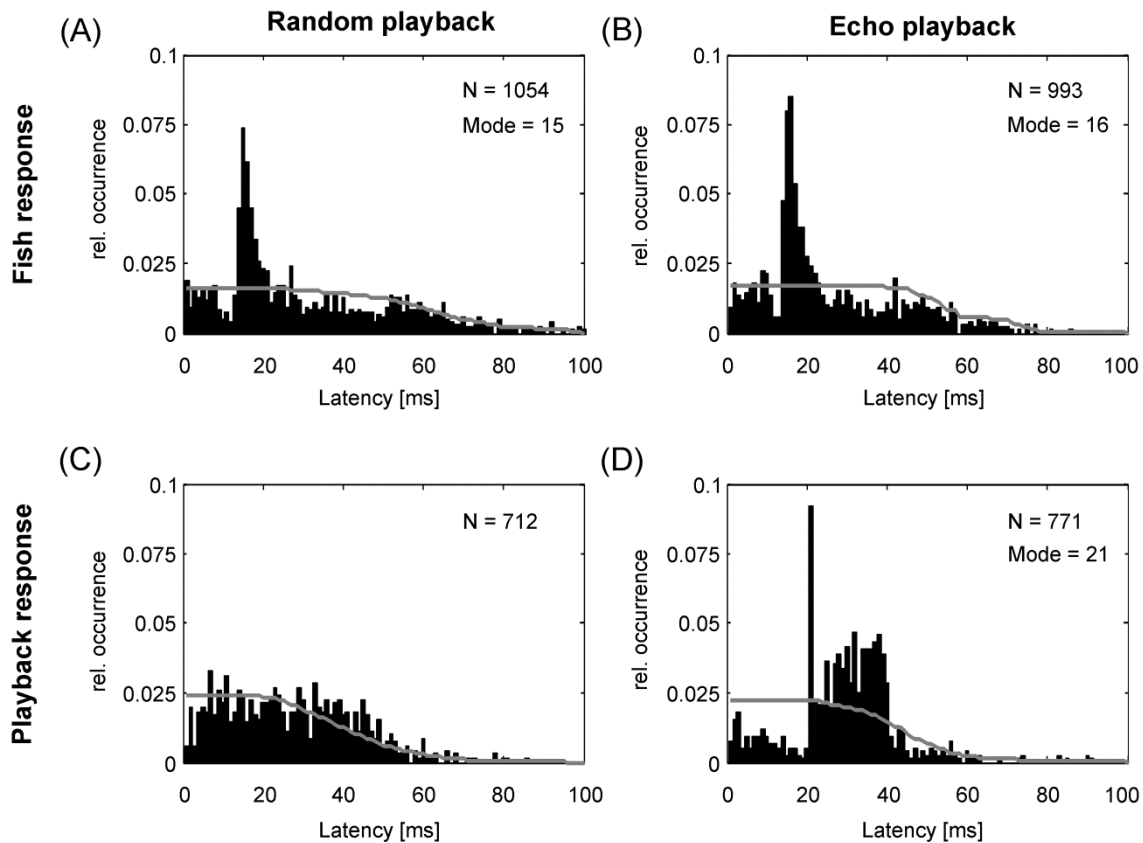 Random playback
Echo playback
(A)
(B)
Fish response
Playback response
0.1
0.075
0.05
0.025
0
rel. occurrence
N = 1054
Mode = 15
0 20 40 60 80 100
Latency [ms]
0.1
0.075
0.05
0.025
0
rel. occurrence
N = 993
Mode = 16
0 20 40 60 80 100
Latency [ms]
(C)
(D)
0.1
0.075
0.05
0.025
0
rel. occurrence
N = 712
0 20 40 60 80 100
Latency [ms]
0.1
0.075
0.05
0.025
0
rel. occurrence
N = 771
Mode = 21
0 20 40 60 80 100
Latency [ms]